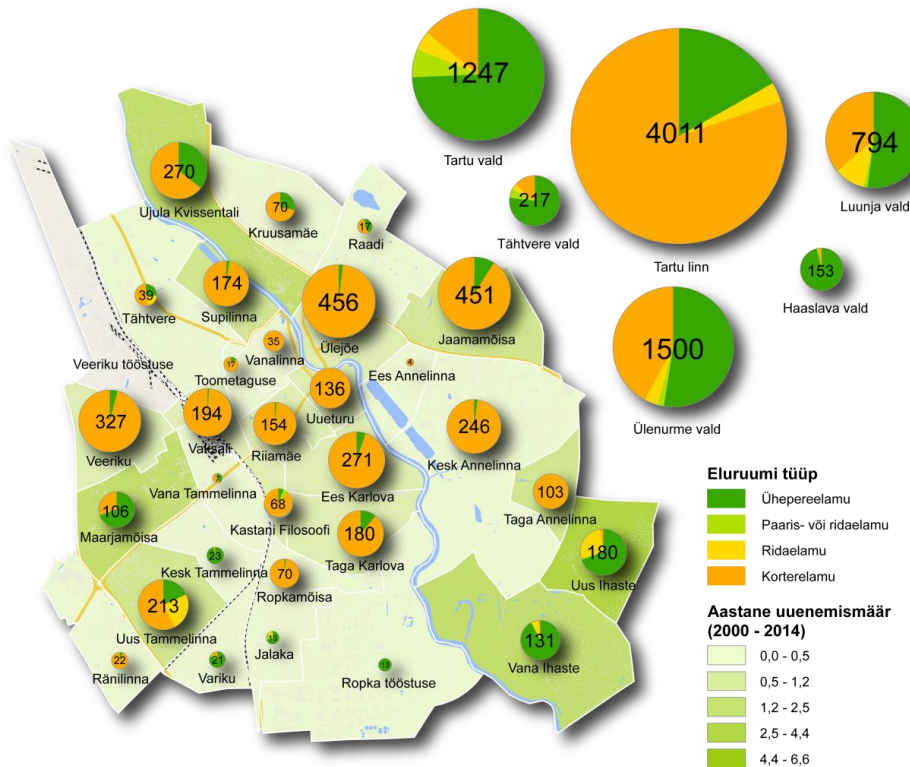 1247
Tartu vald
4011
Tartu linn
794
Luunja vald
217
Tähtvere vald
153
Haaslava vald
1500
Ülenurme vald
270
Ujula Kvissentali
70
Kruusamäe
17
Raadi
39
Tähtvere
174
Supilinna
456
Ülejõe
451
Jaamamõisa
35
Vanalinna
17
Toometaguse
4
Ees Annelinna
Veeriku tööstuse
136
Uueturu
327
Veeriku
194
Vaksali
154
Riiamäe
246
Kesk Annelinna
271
Ees Karlova
7
Vana Tammelinna
103
Taga Annelinna
106
Maarjamõisa
68
Kastani Filosoofi
180
Taga Karlova
23
Kesk Tammelinna
70
Ropkamõisa
180
Uus Ihaste
213
Uus Tammelinna
131
Vana Ihaste
22
Ränilinna
21
Variku
13
Jalaka
13
Ropka tööstuse
Eluruumi tüüp
Ühepereelamu
Paaris- või ridaelamu
Ridaelamu
Korterelamu
Aastane uuenemismäär
(2000 - 2014)
0,0 - 0,5
0,5 - 1,2
1,2 - 2,5
2,5 - 4,4
4,4 - 6,6